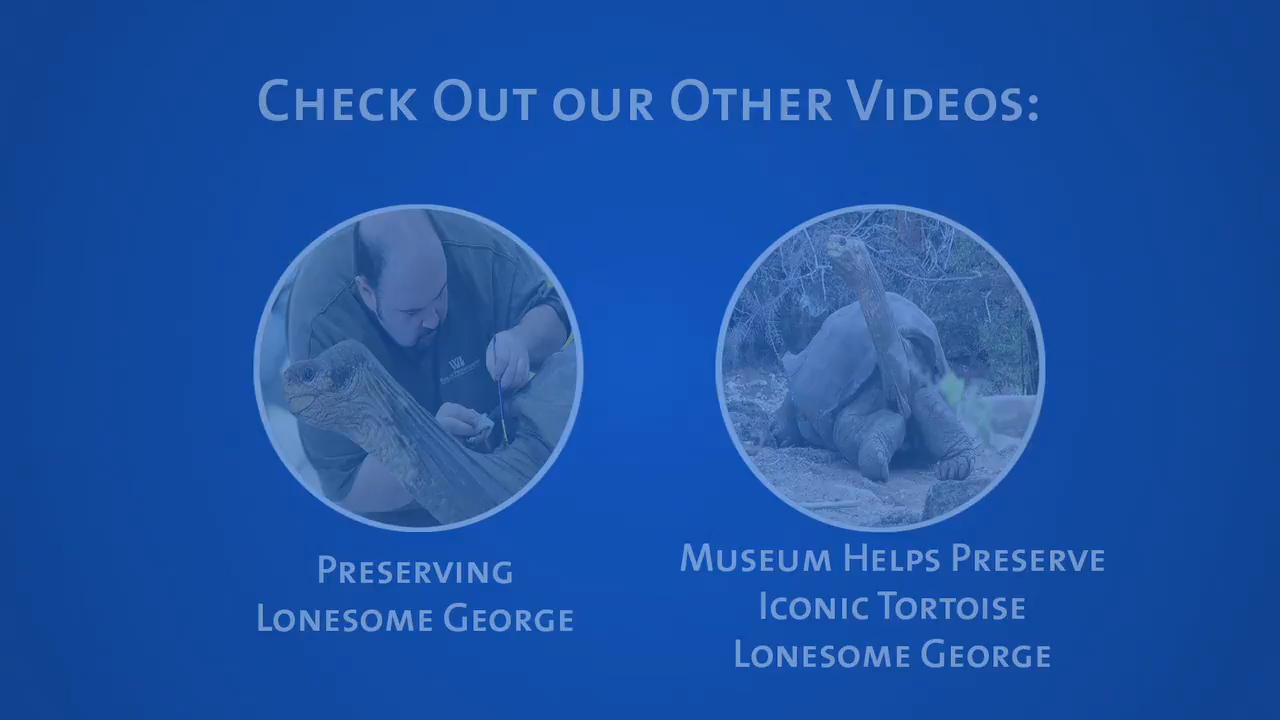 Check Out our Other Videos:
Preserving
Lonesome George
Museum Helps Preserve
Iconic Tortoise
Lonesome George